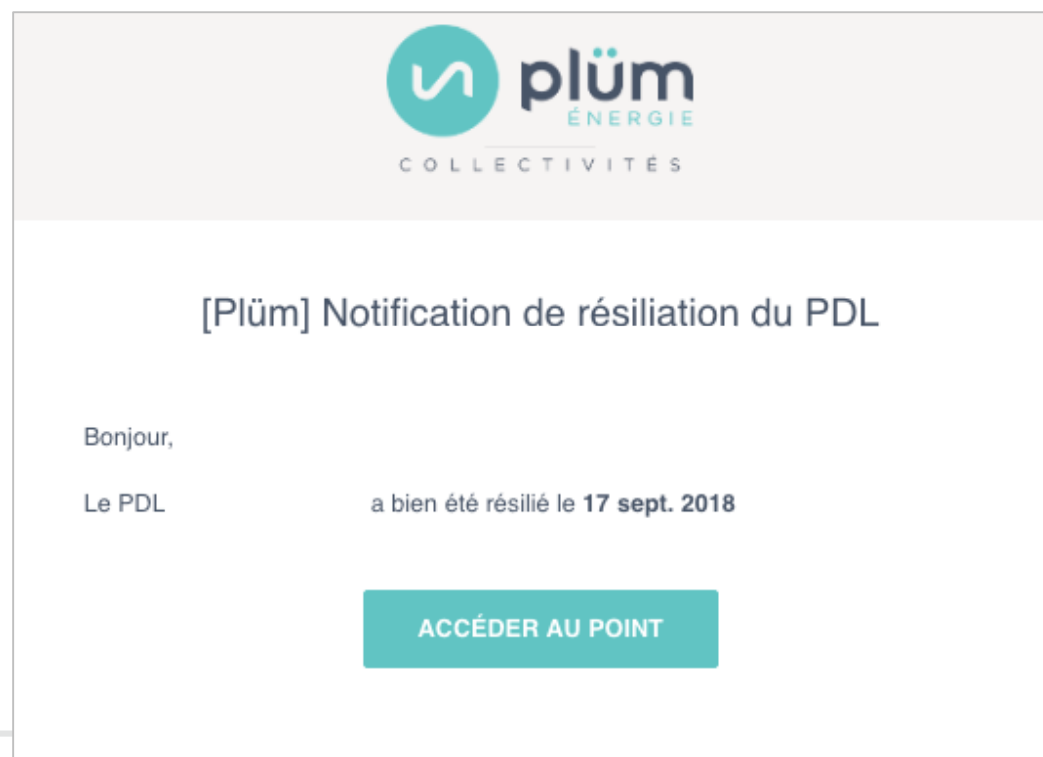 plüm
ÉNERGIE
COLLECTIVITÉS
[Plüm] Notification de résiliation du PDL
Bonjour,
Le PDL a bien été résilié le 17 sept. 2018
ACCÉDER AU POINT